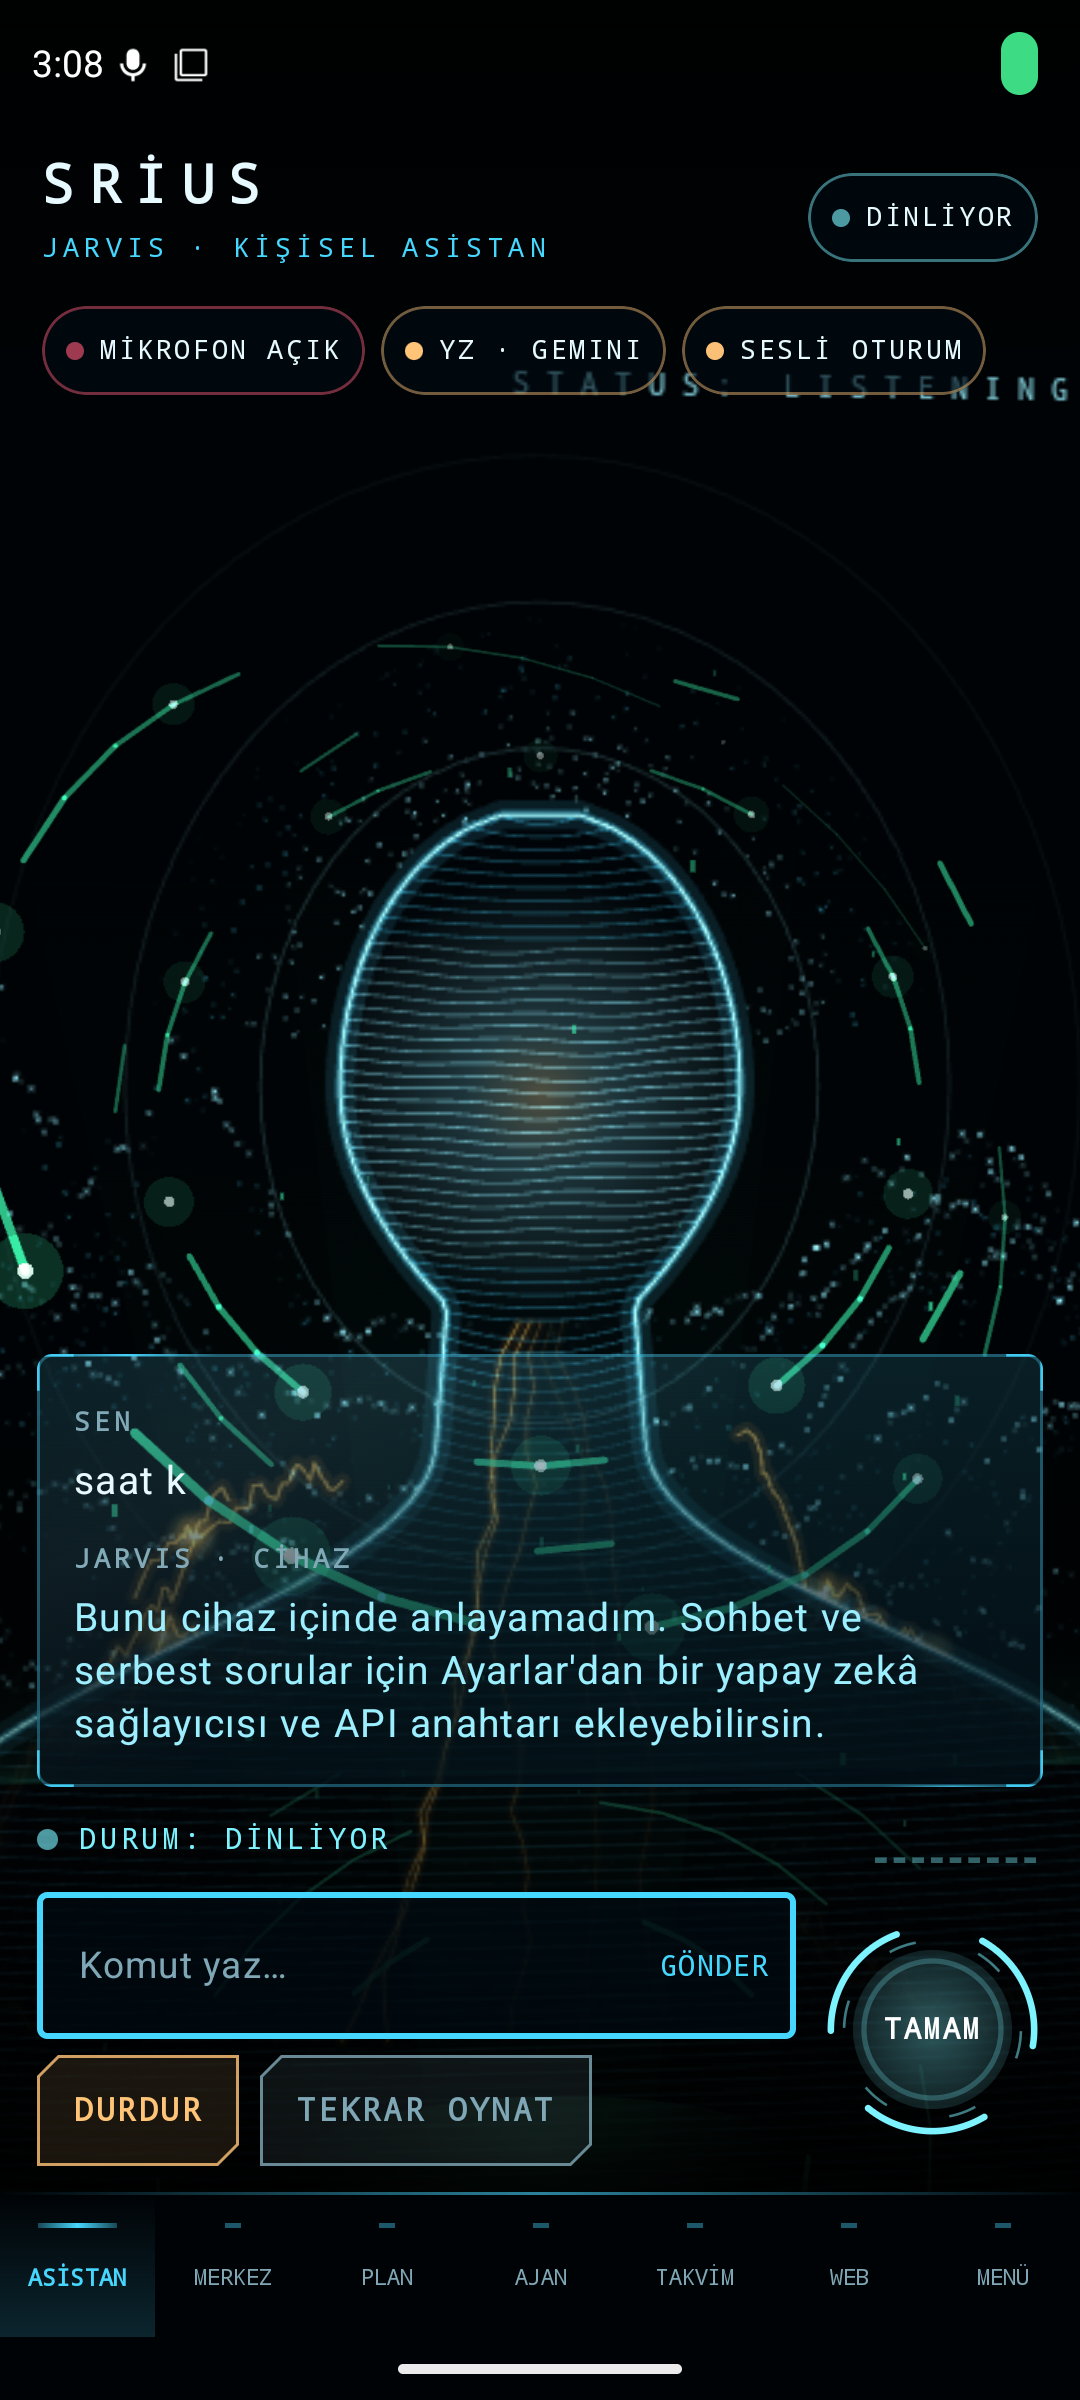 3:08
SRİUS
JARVIS · KİŞİSEL ASİSTAN
DİNLİYOR
MİKROFON AÇIK
YZ · GEMINI
SESLİ OTURUM
STATUS: LISTENING
SEN
saat k
JARVIS · CİHAZ
Bunu cihaz içinde anlayamadım. Sohbet ve
serbest sorular için Ayarlar'dan bir yapay zekâ
sağlayıcısı ve API anahtarı ekleyebilirsin.
DURUM: DİNLİYOR
Komut yaz…
GÖNDER
TAMAM
DURDUR
TEKRAR OYNAT
ASİSTAN
MERKEZ
PLAN
AJAN
TAKVİM
WEB
MENÜ